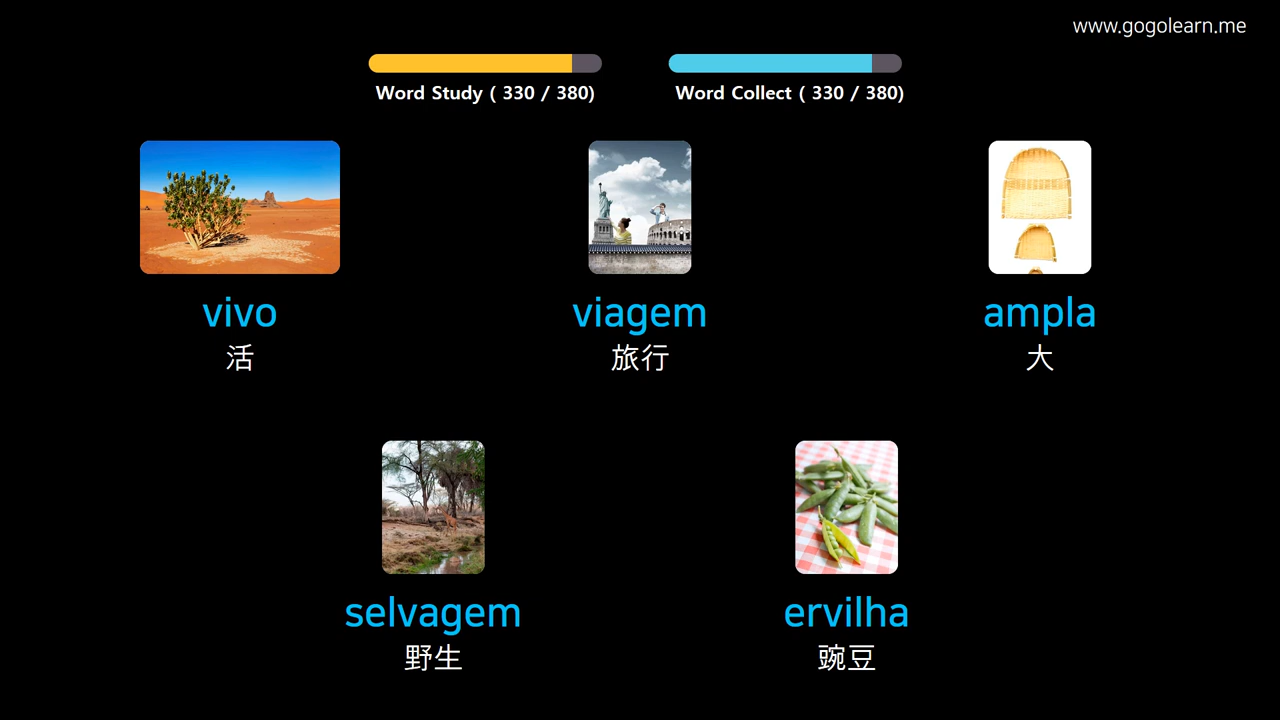 www.gogolearn.me
Word Study ( 330 / 380)
Word Collect ( 330 / 380)
vivo
活
viagem
旅行
ampla
大
selvagem
野生
ervilha
豌豆